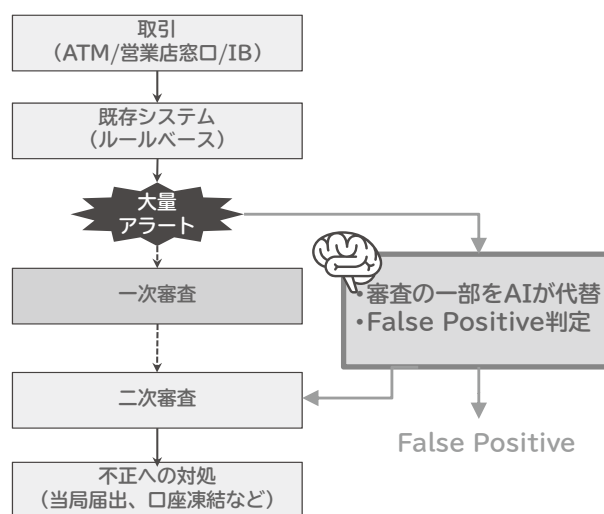 取引
（ATM/営業店窓口/IB）
既存システム
（ルールベース）
大量
アラート
一次審査
・審査の一部をAIが代替
・False Positive判定
二次審査
False Positive
不正への対処
（当局届出、口座凍結など）